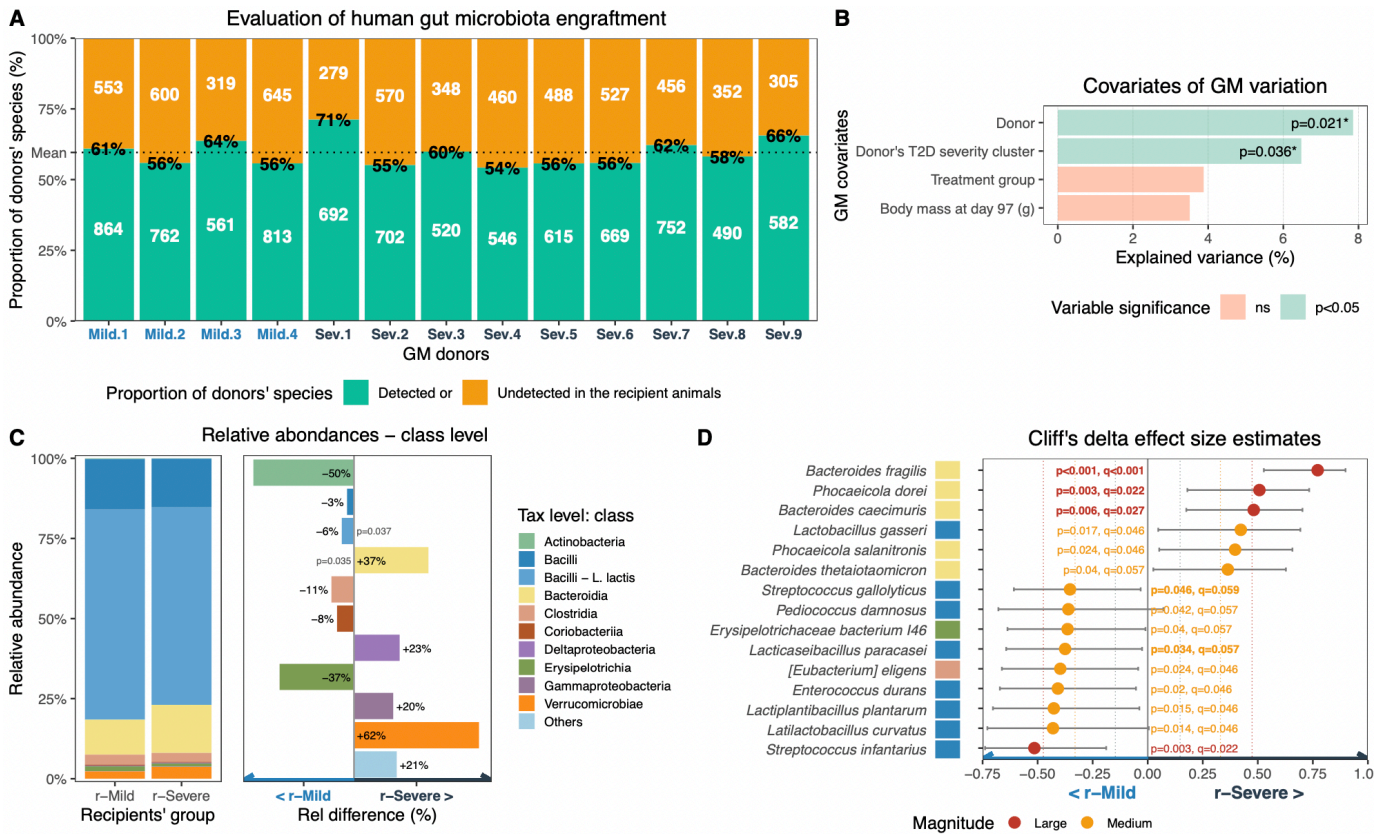 A
Evaluation of human gut microbiota engraftment
Proportion of donors' species (%)
100%
75%
Mean
50%
25%
0%
553
600
319
645
279
570
348
460
488
527
456
352
305
61%
56%
64%
56%
71%
55%
60%
54%
56%
56%
62%
58%
66%
864
762
561
813
692
702
520
546
615
669
752
490
582
Mild.1
Mild.2
Mild.3
Mild.4
Sev.1
Sev.2
Sev.3
Sev.4
Sev.5
Sev.6
Sev.7
Sev.8
Sev.9
GM donors
Proportion of donors' species
Detected or
Undetected in the recipient animals
B
Covariates of GM variation
GM covariates
Donor
p=0.021*
Donor's T2D severity cluster
p=0.036*
Treatment group
Body mass at day 97 (g)
0
2
4
6
8
Explained variance (%)
Variable significance
ns
p<0.05
C
Relative abundances − class level
Relative abundance
100%
75%
50%
25%
0%
r−Mild
r−Severe
Recipients' group
−50%
−3%
−6%
p=0.037
p=0.035
+37%
−11%
−8%
+23%
−37%
+20%
+62%
+21%
< r−Mild
r−Severe >
Rel difference (%)
Tax level: class
Actinobacteria
Bacilli
Bacilli − L. lactis
Bacteroidia
Clostridia
Coriobacteriia
Deltaproteobacteria
Erysipelotrichia
Gammaproteobacteria
Verrucomicrobiae
Others
D
Cliff's delta effect size estimates
Bacteroides fragilis
p<0.001, q<0.001
Phocaeicola dorei
p=0.003, q=0.022
Bacteroides caecimuris
p=0.006, q=0.027
Lactobacillus gasseri
p=0.017, q=0.046
Phocaeicola salanitronis
p=0.024, q=0.046
Bacteroides thetaiotaomicron
p=0.04, q=0.057
Streptococcus gallolyticus
p=0.046, q=0.059
Pediococcus damnosus
p=0.042, q=0.057
Erysipelotrichaceae bacterium I46
p=0.04, q=0.057
Lacticaseibacillus paracasei
p=0.034, q=0.057
[Eubacterium] eligens
p=0.024, q=0.046
Enterococcus durans
p=0.02, q=0.046
Lactiplantibacillus plantarum
p=0.015, q=0.046
Latilactobacillus curvatus
p=0.014, q=0.046
Streptococcus infantarius
p=0.003, q=0.022
−0.75
−0.50
−0.25
0.00
0.25
0.50
0.75
1.0
< r−Mild
r−Severe >
Magnitude
Large
Medium